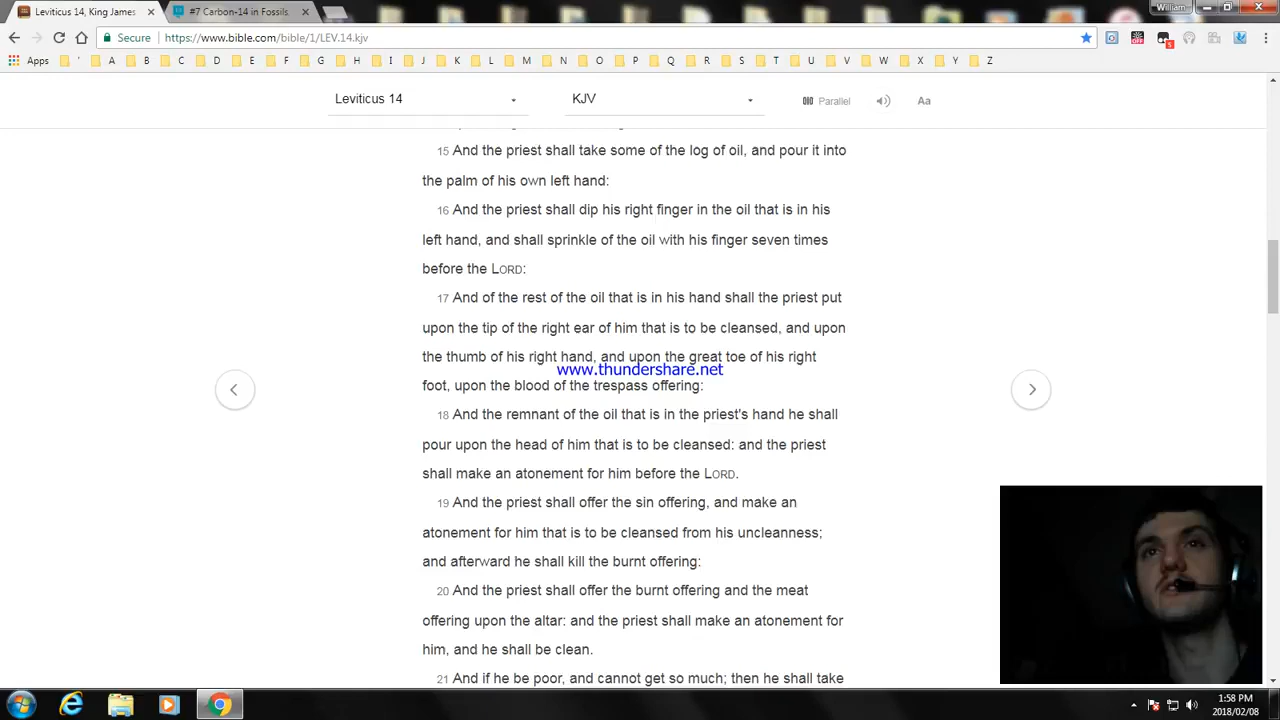 William
Leviticus 14, King James
#7 Carbon-14 in Fossils,
Secure
https://www.bible.com/bible/1/LEV.14.kjv
Apps ' A B C D E F G H I J K L M N O P Q R S T U V W X Y Z
Leviticus 14
KJV
Parallel
Aa
15 And the priest shall take some of the log of oil, and pour it into
the palm of his own left hand:
16 And the priest shall dip his right finger in the oil that is in his
left hand, and shall sprinkle of the oil with his finger seven times
before the LORD:
17 And of the rest of the oil that is in his hand shall the priest put
upon the tip of the right ear of him that is to be cleansed, and upon
the thumb of his right hand, and upon the great toe of his right
www.thundershare.net
foot, upon the blood of the trespass offering:
18 And the remnant of the oil that is in the priest's hand he shall
pour upon the head of him that is to be cleansed: and the priest
shall make an atonement for him before the LORD.
19 And the priest shall offer the sin offering, and make an
atonement for him that is to be cleansed from his uncleanness;
and afterward he shall kill the burnt offering:
20 And the priest shall offer the burnt offering and the meat
offering upon the altar: and the priest shall make an atonement for
him, and he shall be clean.
21 And if he be poor, and cannot get so much; then he shall take
1:58 PM
2018/02/08